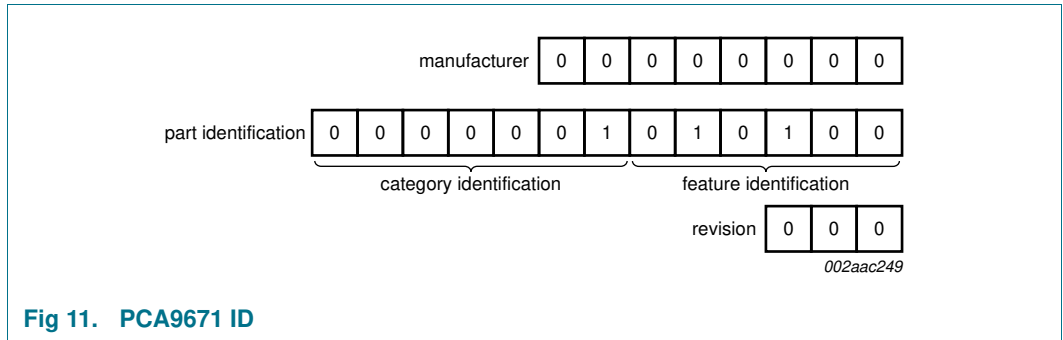 manufacturer 0 0 0 0 0 0 0 0
part identification 0 0 0 0 0 0 1 0 1 0 1 0 0
category identification feature identification
revision 0 0 0
002aac249
Fig 11. PCA9671 ID